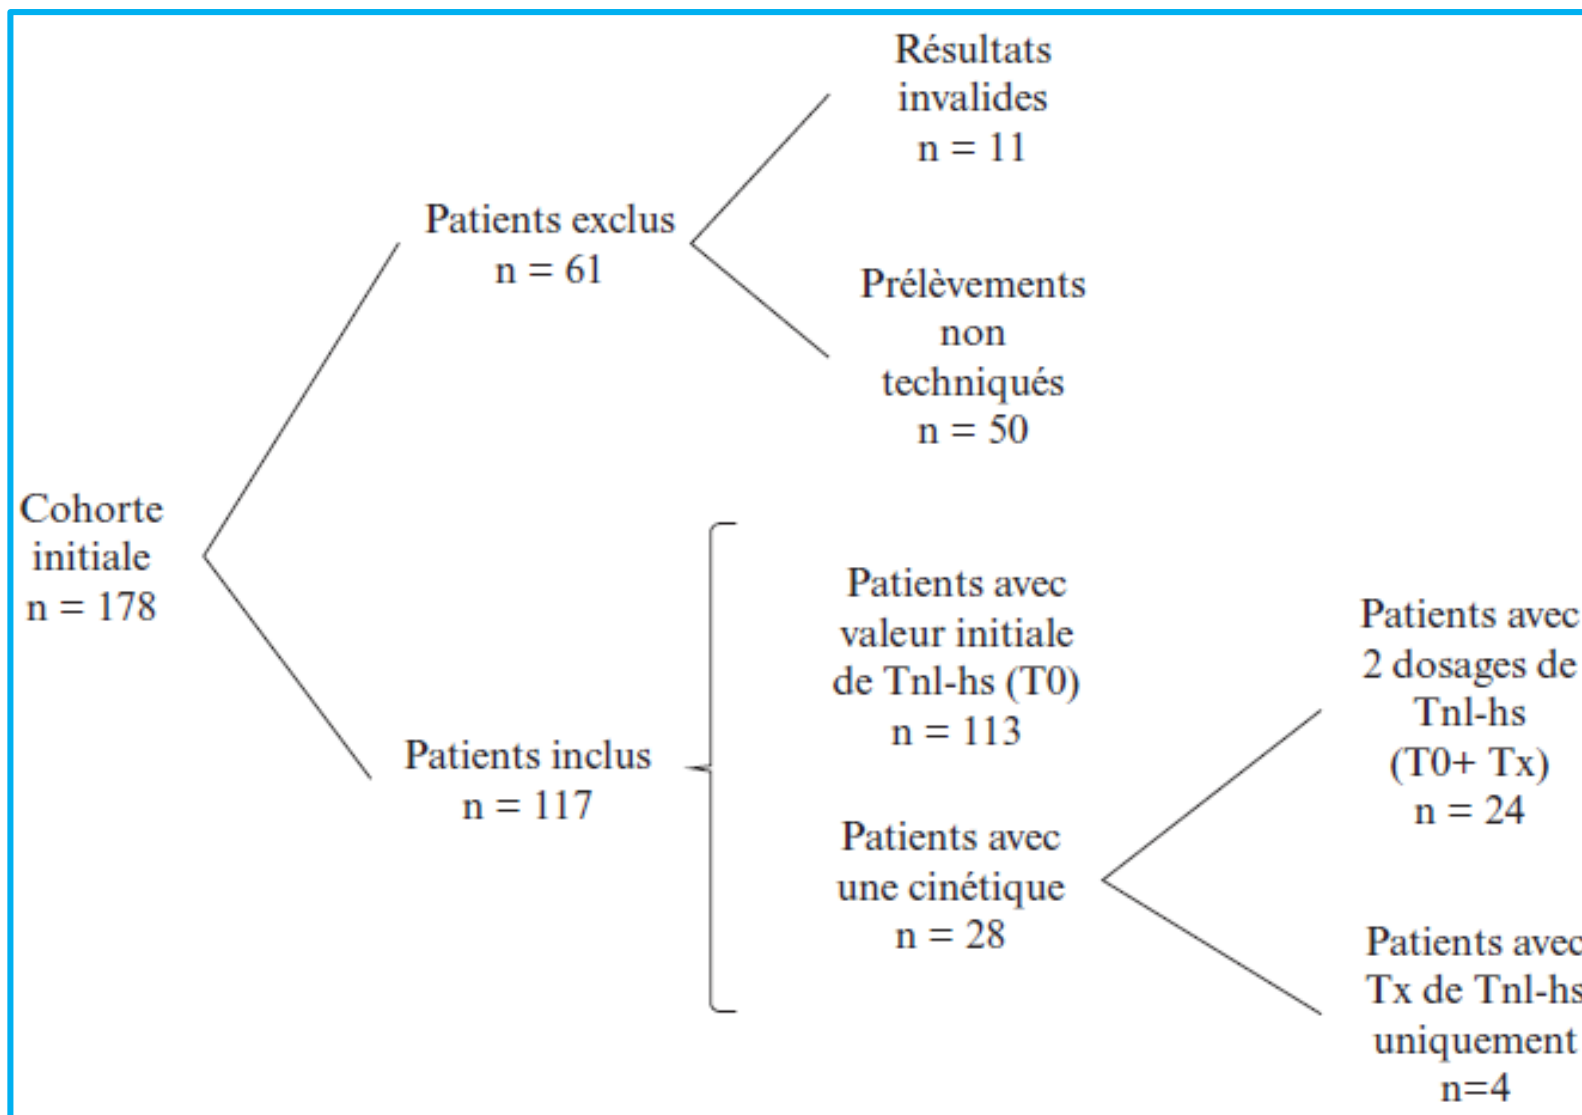 Résultats
invalides
n = 11
Patients exclus
n = 61
Prélèvements
non
techniqués
n = 50
Cohorte
initiale
n = 178
Patients avec
valeur initiale
de Tnl-hs (T0)
n = 113
Patients inclus
n = 117
Patients avec
une cinétique
n = 28
Patients avec
2 dosages de
Tnl-hs
(T0+ Tx)
n = 24
Patients avec
Tx de Tnl-hs
uniquement
n=4